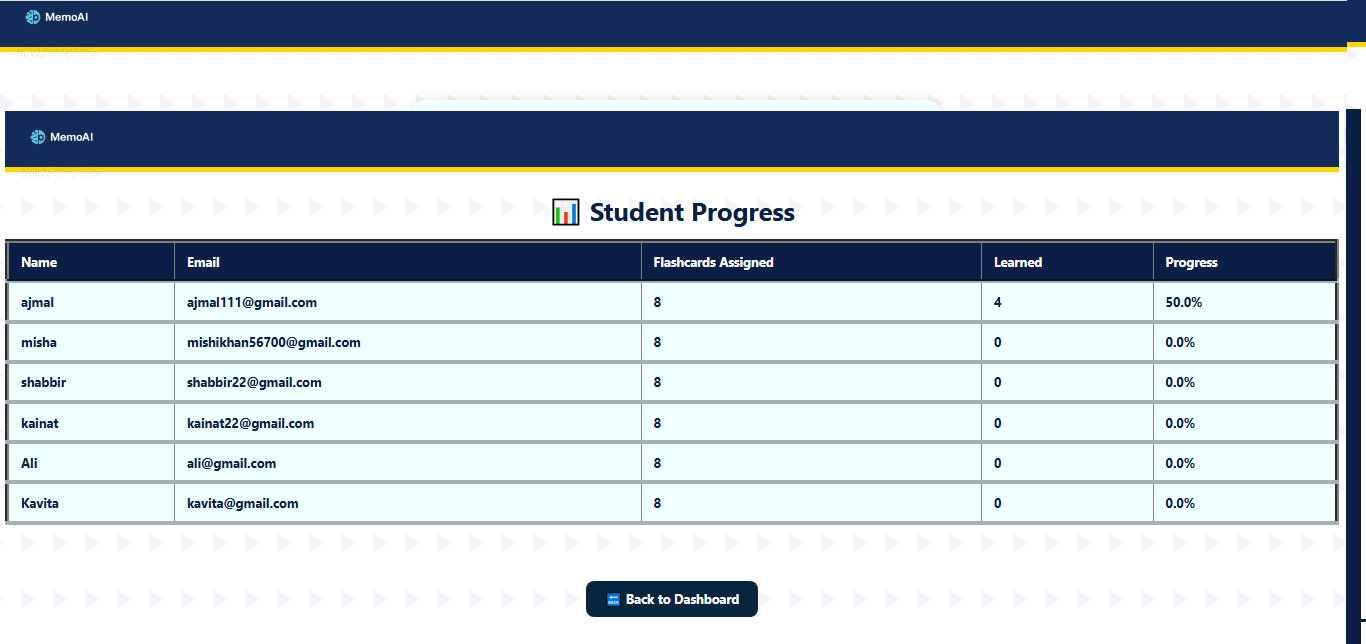 MemoAI
MemoAI
Student Progress
Name Email Flashcards Assigned Learned Progress
ajmal ajmal111@gmail.com 8 4 50.0%
misha mishikhan56700@gmail.com 8 0 0.0%
shabbir shabbir22@gmail.com 8 0 0.0%
kainat kainat22@gmail.com 8 0 0.0%
Ali ali@gmail.com 8 0 0.0%
Kavita kavita@gmail.com 8 0 0.0%
BACK Back to Dashboard